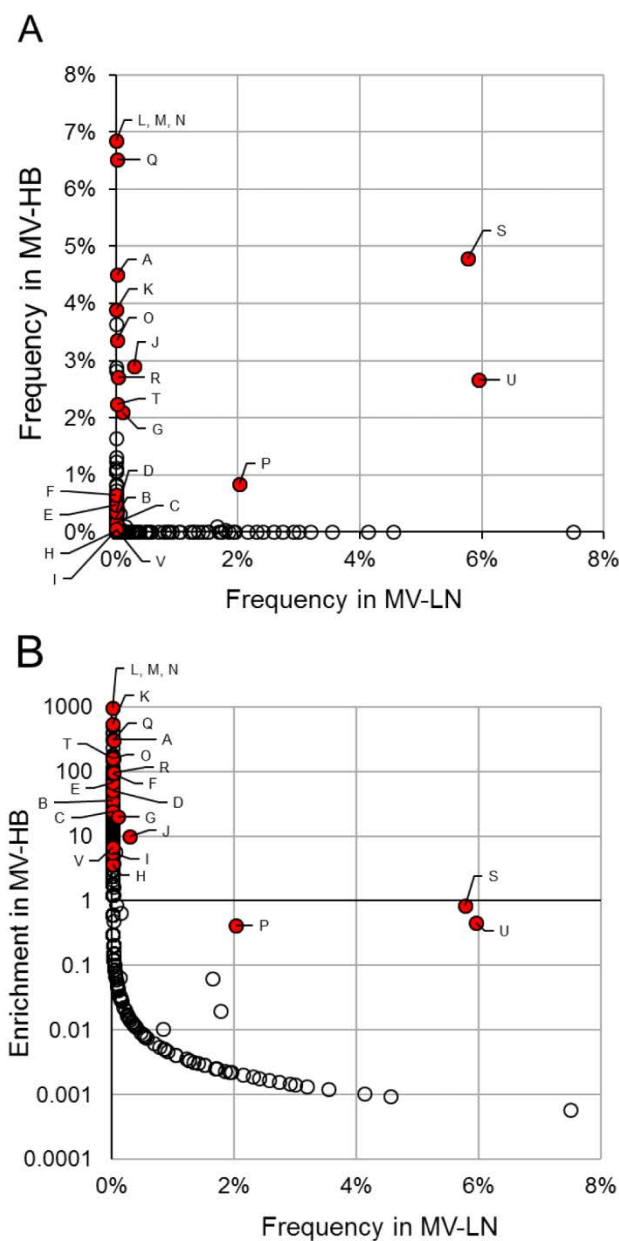 A
8%
7%
L, M, N
Q
6%
5%
S
A
4%
K
O
3%
J
R
U
2%
T
G
P
1%
D
F
B
C
E
0%
H
V
I
0% 2% 4% 6% 8%
Frequency in MV-HB
Frequency in MV-LN
B
L, M, N
1000
K
Q
T
A
O
100
R
E
F
B
D
C
G
10
J
V
I
H
S
1
P
U
0.1
0.01
0.001
0.0001
0% 2% 4% 6% 8%
Enrichment in MV-HB
Frequency in MV-LN